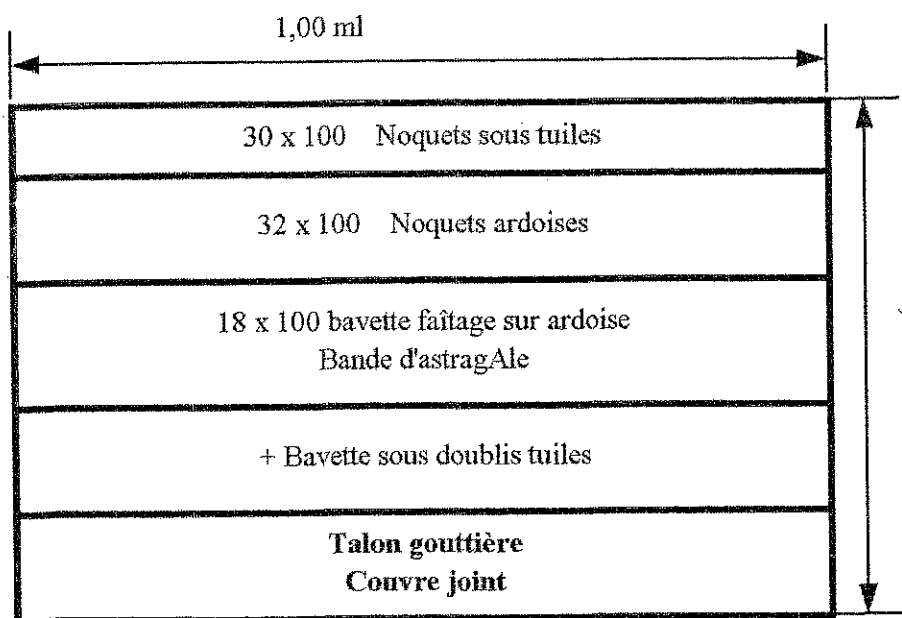 1,00 ml
30 x 100 Noquets sous tuiles
32 x 100 Noquets ardoises
18 x 100 bavette faîtage sur ardoise
Bande d'astragAle
+ Bavette sous doublis tuiles
Talon gouttière
Couvre joint